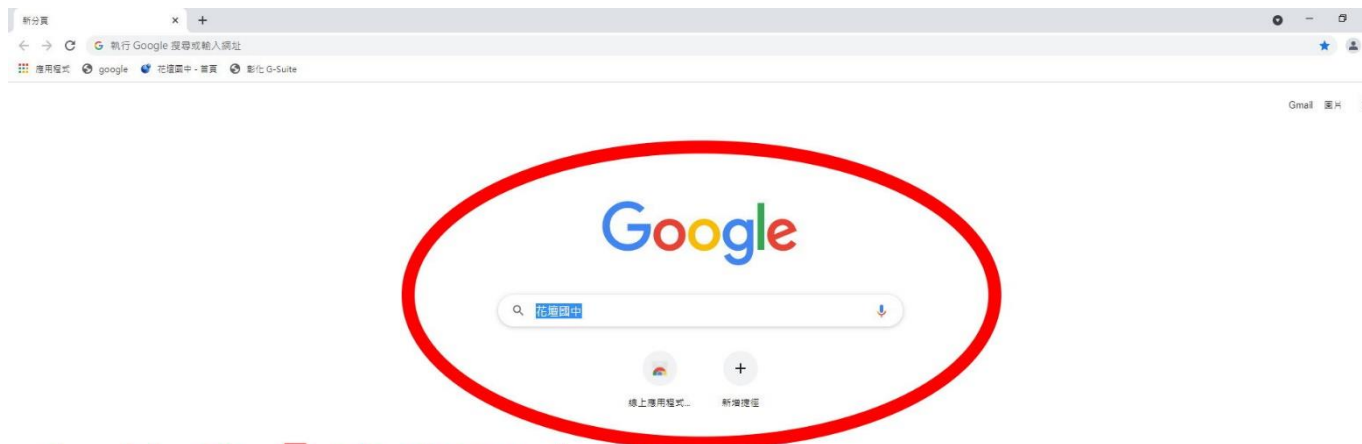 新分頁
執行 Google 搜尋或輸入網址
應用程式 google 花壇國中 - 首頁 彰化 G-Suite
Gmail 圖片
Google
花壇國中
線上應用程式... 新增捷徑